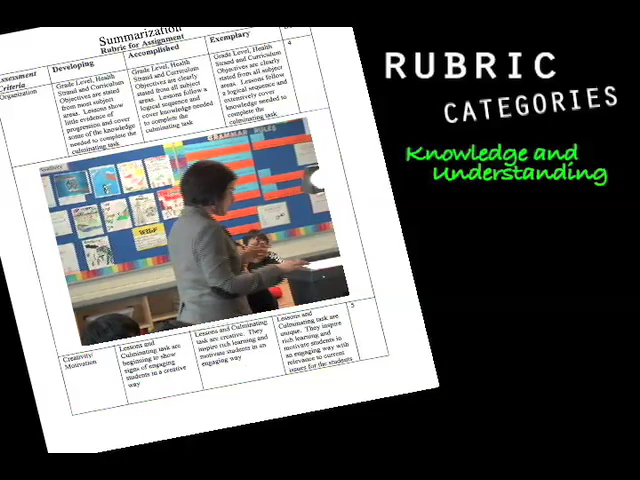 Summarization
Rubric for Assignment
Assessment
Criteria
Developing
Accomplished
Exemplary
Organization
Grade Level, Health
Strand and Curriculum
Objectives are stated
from most subject
areas. Lessons show
little evidence of
progression and cover
some of the knowledge
needed to complete the
culminating task
Grade Level, Health
Strand and Curriculum
Objectives are clearly
stated from all subject
areas. Lessons follow a
logical sequence and
cover knowledge needed
to complete the
culminating task
Grade Level, Health
Strand and Curriculum
Objectives are clearly
stated from all subject
areas. Lessons follow
a logical sequence and
extensively cover
knowledge needed to
complete the
culminating task
4
GRAMMAR RULES
Creativity/
Motivation
Lessons and
Culminating task are
beginning to show
signs of engaging
students in a creative
way
Lessons and Culminating
task are creative. They
inspire rich learning and
motivate students in an
engaging way
Lessons and
Culminating task are
unique. They inspire
rich learning and
motivate students in
an engaging way with
relevance to current
issues for the students
5
RUBRIC
CATEGORIES
Knowledge and
Understanding